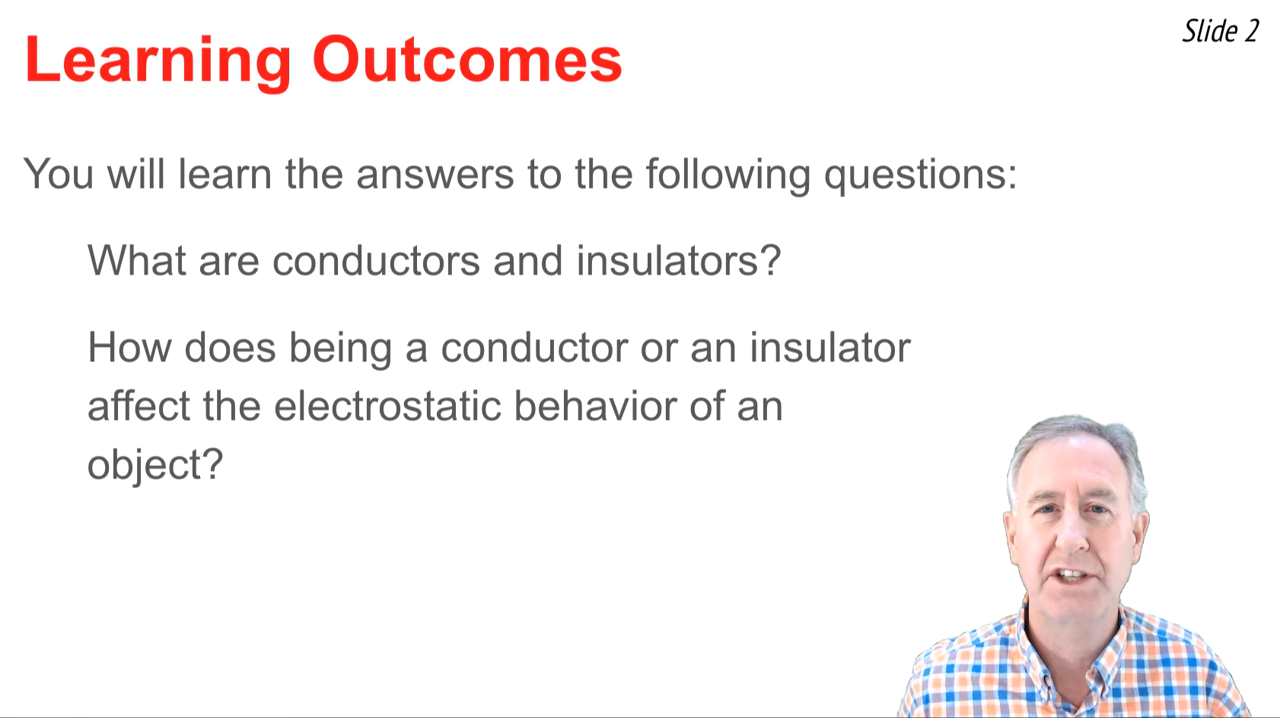 Slide 2
Learning Outcomes
You will learn the answers to the following questions:
What are conductors and insulators?
How does being a conductor or an insulator
affect the electrostatic behavior of an
object?